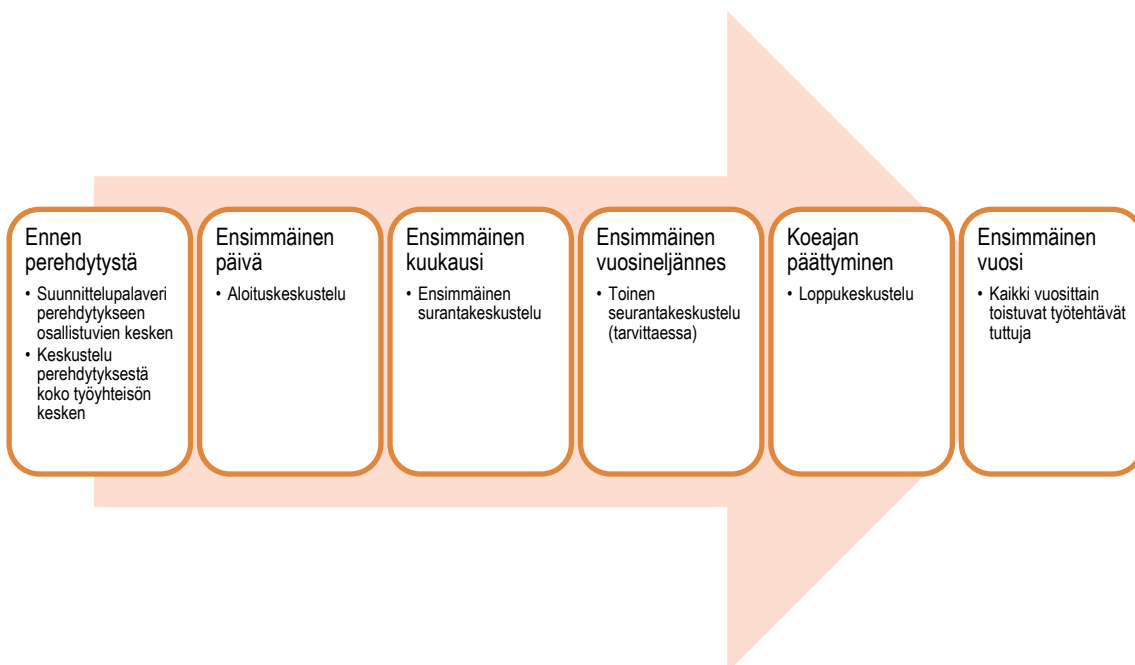 Ennen
perehdytystä
• Suunnittelupalaveri
perehdytykseen
osallistuvien kesken
• Keskustelu
perehdytyksestä
koko työyhteisön
kesken
Ensimmäinen
päivä
• Aloituskeskustelu
Ensimmäinen
kuukausi
• Ensimmäinen
surantakeskustelu
Ensimmäinen
vuosineljännes
• Toinen
seurantakeskustelu
(tarvittaessa)
Koeajan
päättyminen
• Loppukeskustelu
Ensimmäinen
vuosi
• Kaikki vuosittain
toistuvat työtehtävät
tuttuja